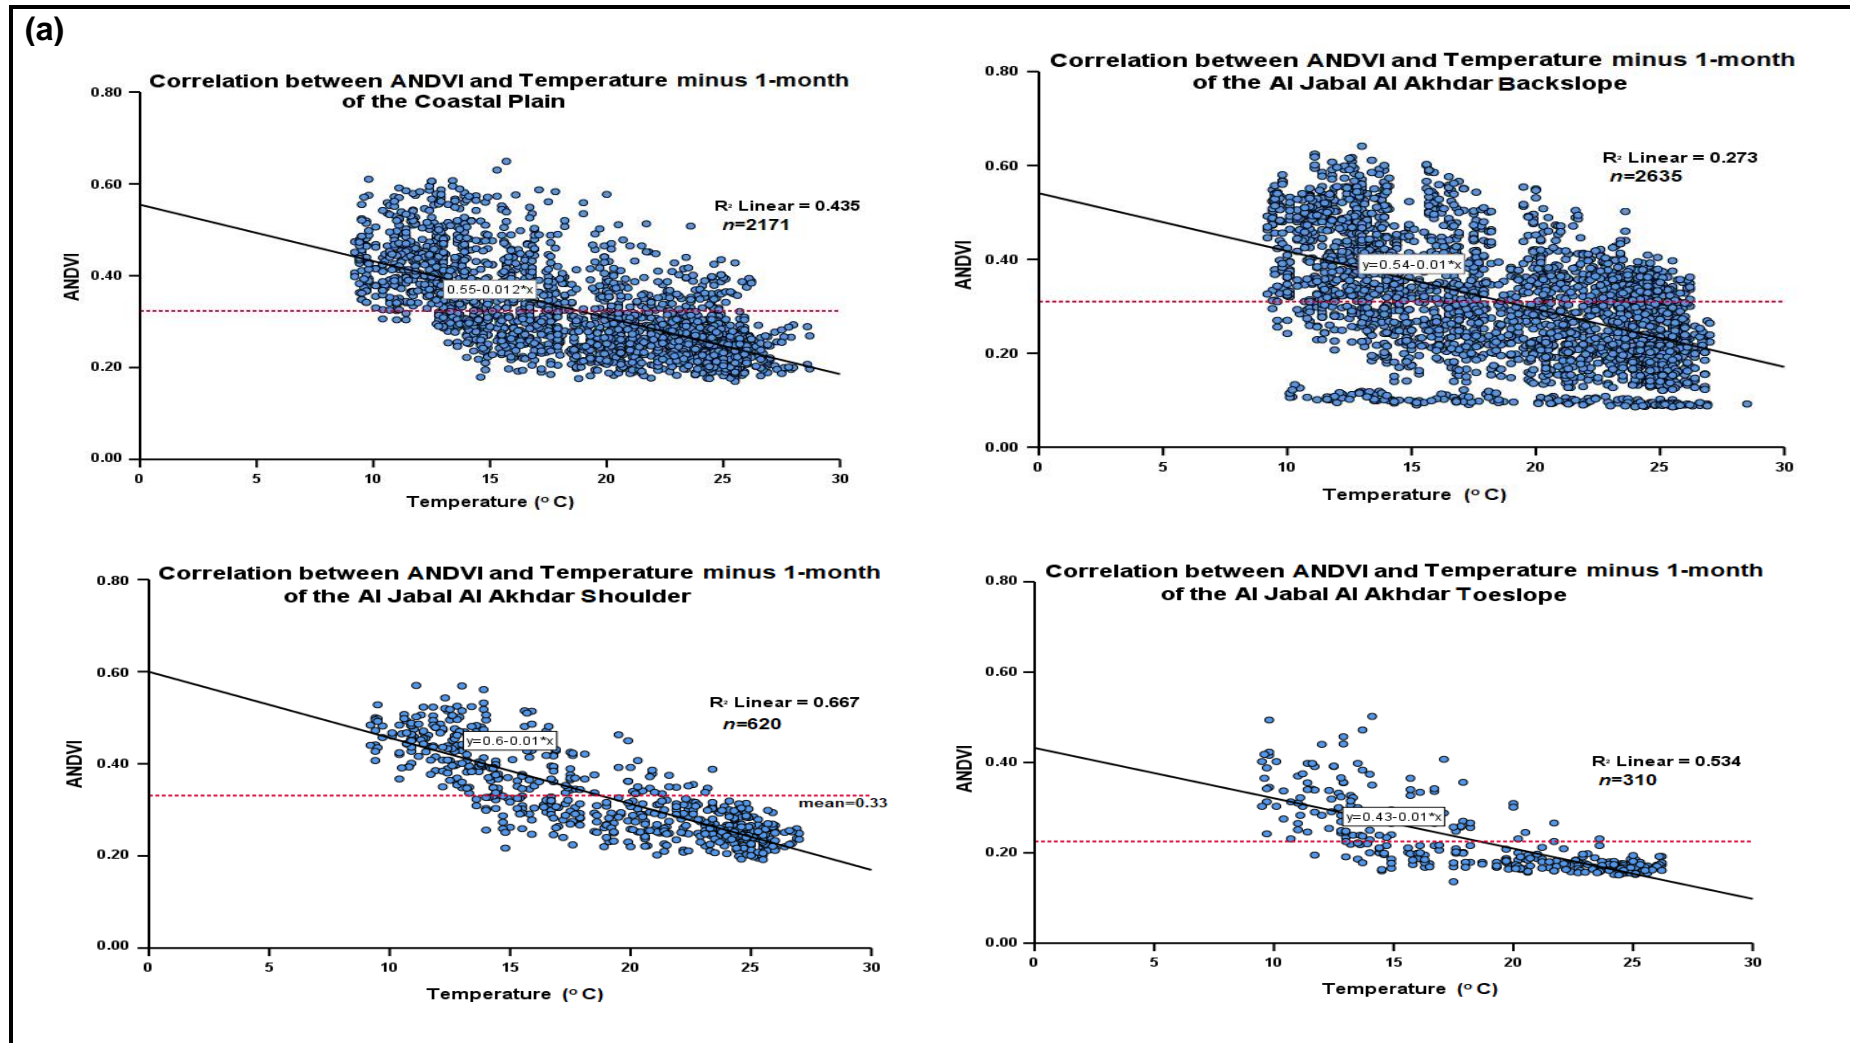 (a)
Correlation between ANDVI and Temperature minus 1-month
of the Coastal Plain
0.80
0.60
0.40
0.20
0.00
ANDVI
R² Linear = 0.435
n=2171
0.55-0.012*x
0 5 10 15 20 25 30
Temperature (° C)
Correlation between ANDVI and Temperature minus 1-month
of the Al Jabal Al Akhdar Backslope
0.80
0.60
0.40
0.20
0.00
ANDVI
R² Linear = 0.273
n=2635
y=0.54-0.01*x
0 5 10 15 20 25 30
Temperature (° C)
Correlation between ANDVI and Temperature minus 1-month
of the Al Jabal Al Akhdar Shoulder
0.80
0.60
0.40
0.20
0.00
ANDVI
R² Linear = 0.667
n=620
y=0.6-0.01*x
mean=0.33
0 5 10 15 20 25 30
Temperature (° C)
Correlation between ANDVI and Temperature minus 1-month
of the Al Jabal Al Akhdar Toeslope
0.80
0.60
0.40
0.20
0.00
ANDVI
R² Linear = 0.534
n=310
y=0.43-0.01*x
0 5 10 15 20 25 30
Temperature (° C)